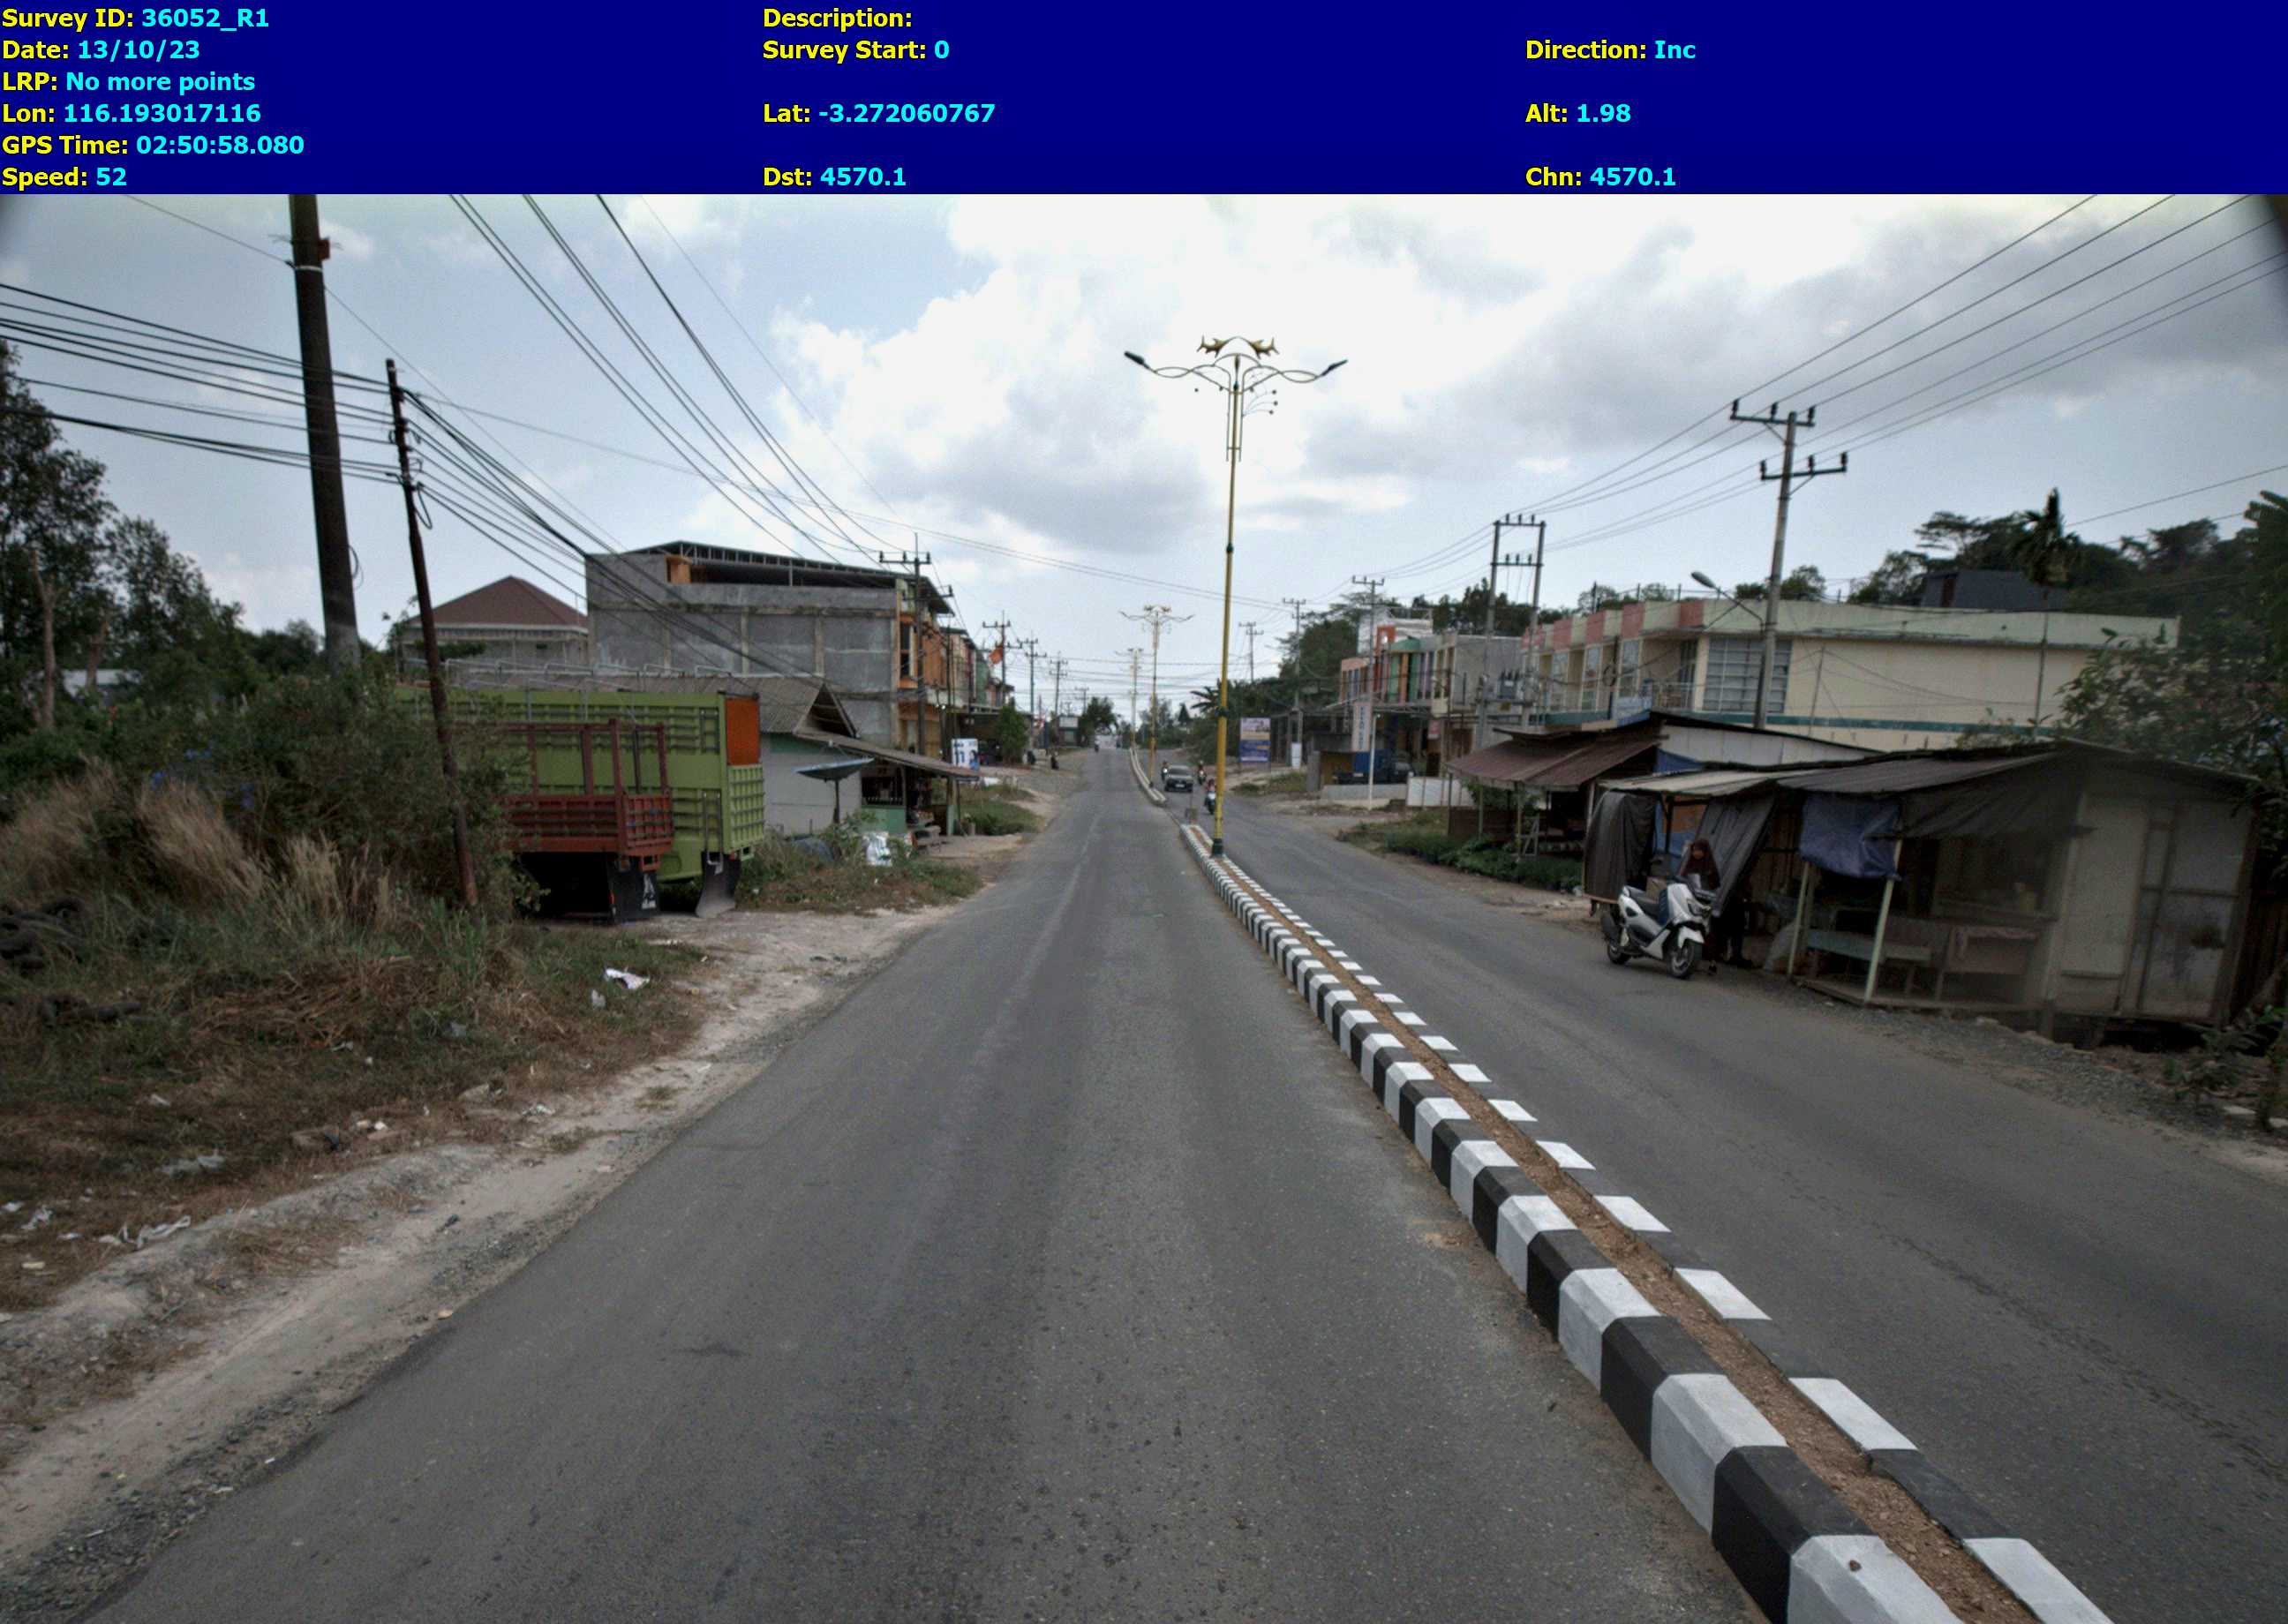 Survey ID: 36052_R1
Description:
Date: 13/10/23
Survey Start: 0
Direction: Inc
LRP: No more points
Lon: 116.193017116
Lat: -3.272060767
Alt: 1.98
GPS Time: 02:50:58.080
Speed: 52
Dst: 4570.1
Chn: 4570.1